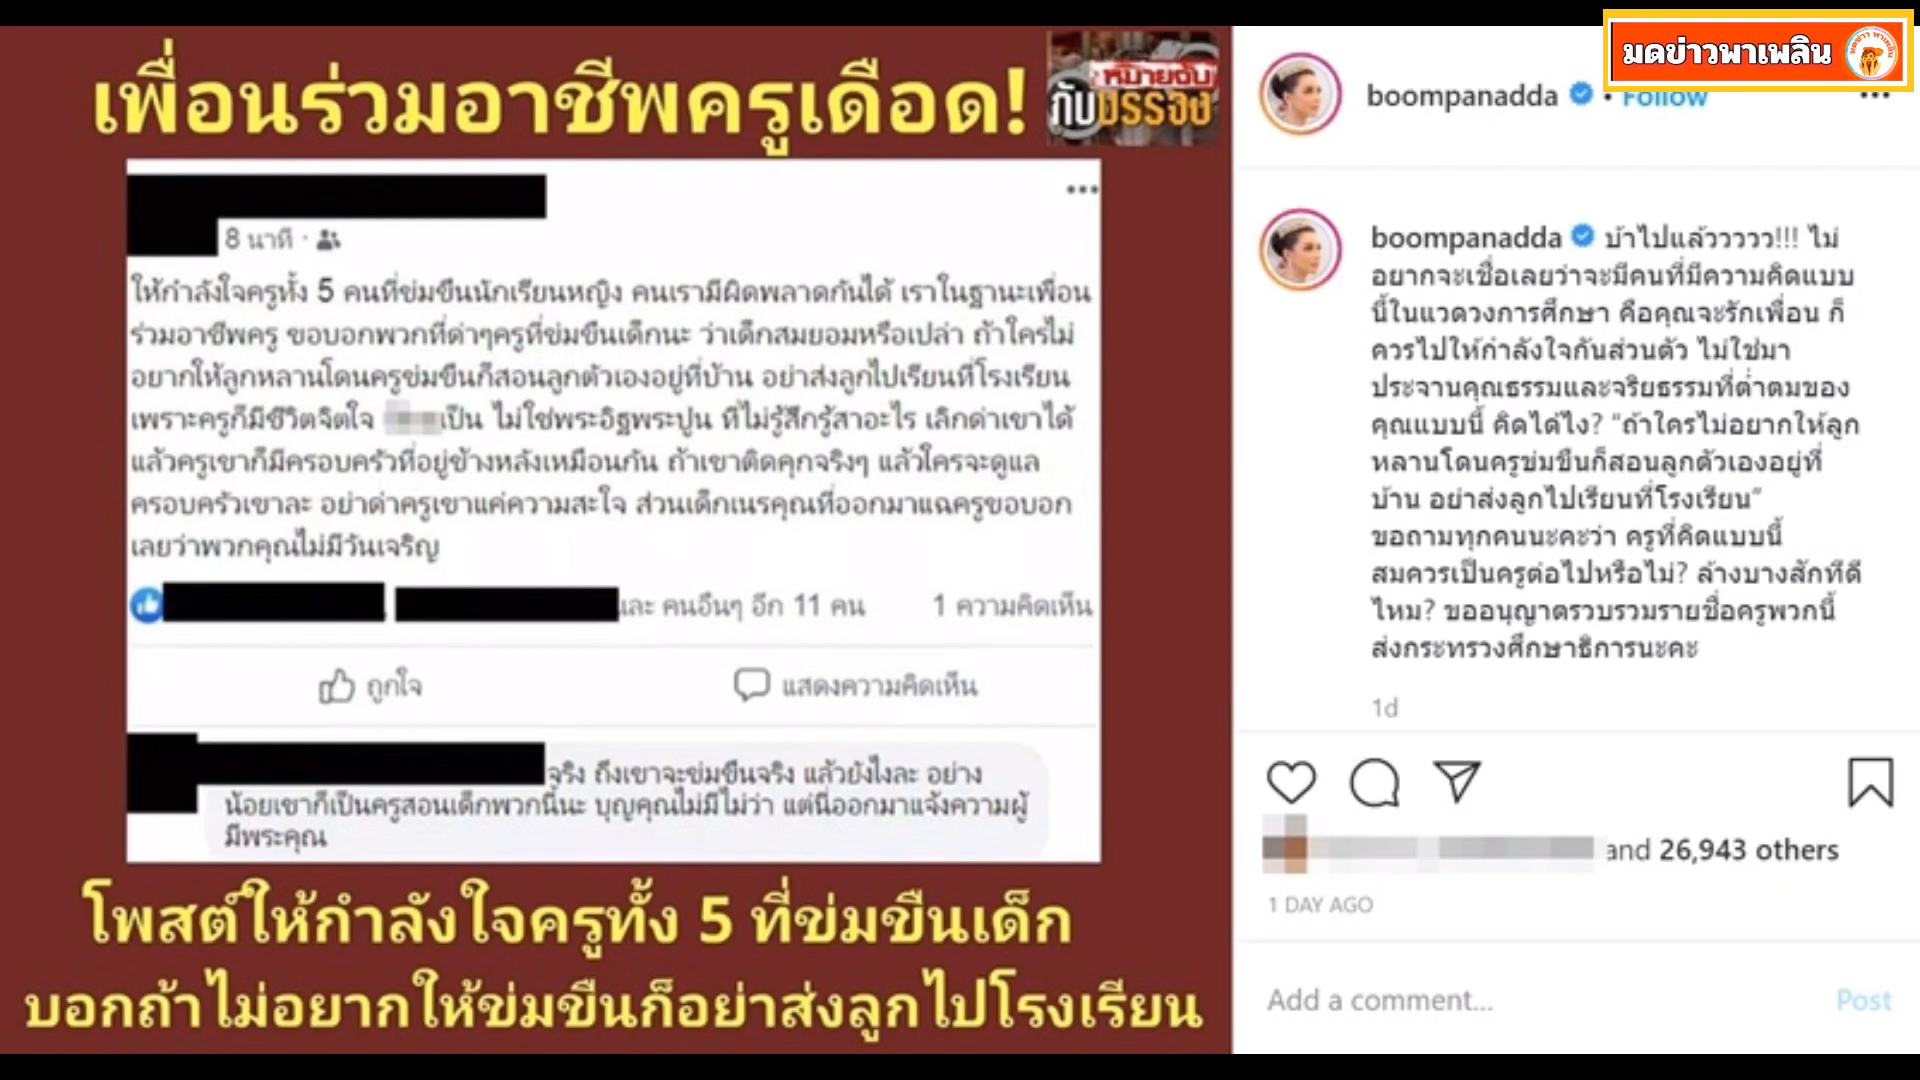 มดข่าวพาเพลิน
เพื่อนร่วมอาชีพครูเดือด!
หมายจับ
กับบรรจง
8 นาที ·
ให้กำลังใจครูทั้ง 5 คนที่ข่มขืนนักเรียนหญิง คนเรามีผิดพลาดกันได้ เราในฐานะเพื่อน
ร่วมอาชีพครู ขอบอกพวกที่ด่าๆครูที่ข่มขืนเด็กนะ ว่าเด็กสมยอมหรือเปล่า ถ้าใครไม่
อยากให้ลูกหลานโดนครูข่มขืนก็สอนลูกตัวเองอยู่ที่บ้าน อย่าส่งลูกไปเรียนที่โรงเรียน
เพราะครูก็มีชีวิตจิตใจ เป็น ไม่ใช่พระอิฐพระปูน ที่ไม่รู้สึกรู้สาอะไร เลิกด่าเขาได้
แล้วครูเขาก็มีครอบครัวที่อยู่ข้างหลังเหมือนกัน ถ้าเขาติดคุกจริงๆ แล้วใครจะดูแล
ครอบครัวเขาละ อย่าด่าครูเขาแค่ความสะใจ ส่วนเด็กเนรคุณที่ออกมาแฉครูขอบอก
เลยว่าพวกคุณไม่มีวันเจริญ
และ คนอื่นๆ อีก 11 คน 1 ความคิดเห็น
ถูกใจ แสดงความคิดเห็น
จริง ถึงเขาจะข่มขืนจริง แล้วยังไงละ อย่าง
น้อยเขาก็เป็นครูสอนเด็กพวกนี้นะ บุญคุณไม่มีไม่ว่า แต่นี่ออกมาแจ้งความผู้
มีพระคุณ
โพสต์ให้กำลังใจครูทั้ง 5 ที่ข่มขืนเด็ก
บอกถ้าไม่อยากให้ข่มขืนก็อย่าส่งลูกไปโรงเรียน
boompanadda • Follow
boompanadda บ้าไปแล้วววววว!!! ไม่
อยากจะเชื่อเลยว่าจะมีคนที่มีความคิดแบบ
นี้ในแวดวงการศึกษา คือคุณจะรักเพื่อน ก็
ควรไปให้กำลังใจกันส่วนตัว ไม่ใช่มา
ประจานคุณธรรมและจริยธรรมที่ต่ำตมของ
คุณแบบนี้ คิดได้ไง? “ถ้าใครไม่อยากให้ลูก
หลานโดนครูข่มขืนก็สอนลูกตัวเองอยู่ที่
บ้าน อย่าส่งลูกไปเรียนที่โรงเรียน”
ขอถามทุกคนนะคะว่า ครูที่คิดแบบนี้
สมควรเป็นครูต่อไปหรือไม่? ล้างบางสักทีดี
ไหม? ขออนุญาตรวบรวมรายชื่อครูพวกนี้
ส่งกระทรวงศึกษาธิการนะคะ
1d
and 26,943 others
1 DAY AGO
Add a comment... Post